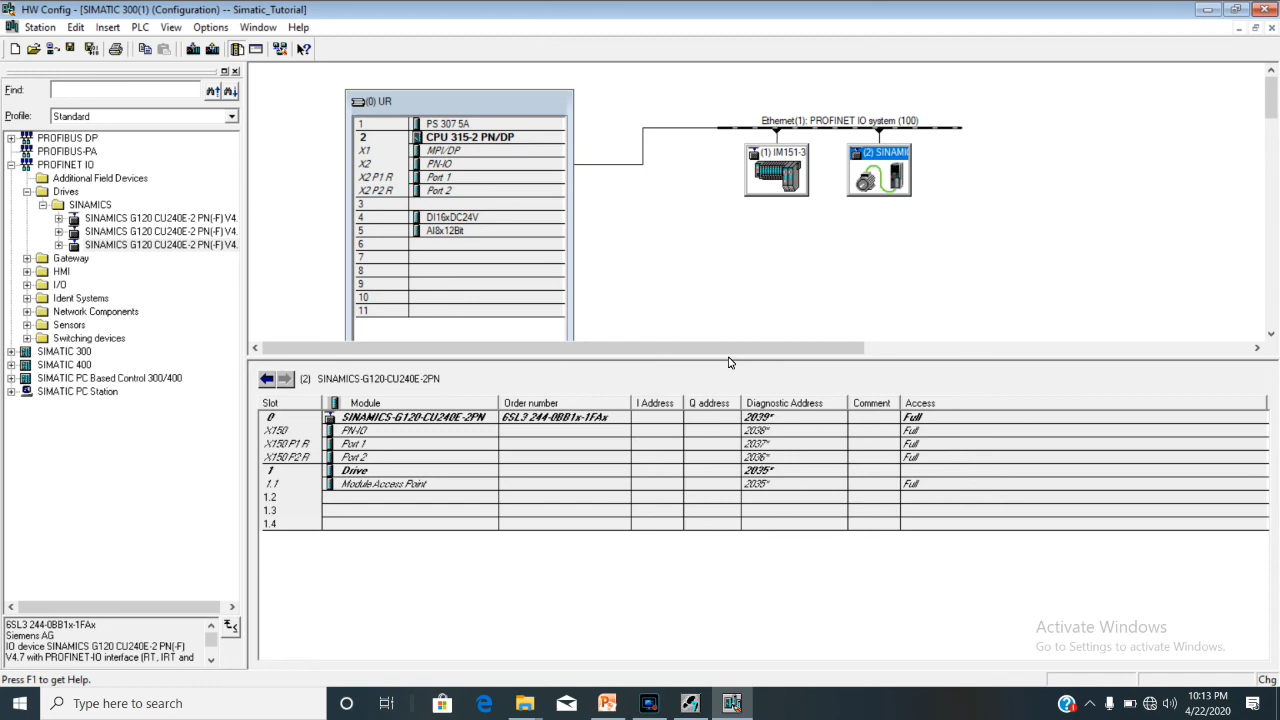 HW Config - [SIMATIC 300(1) (Configuration) -- Simatic_Tutorial]
Station Edit Insert PLC View Options Window Help
Find:
Profile: Standard
PROFIBUS DP
PROFIBUS-PA
PROFINET IO
Additional Field Devices
Drives
SINAMICS
SINAMICS G120 CU240E-2 PN(-F) V4.
SINAMICS G120 CU240E-2 PN(-F) V4.
SINAMICS G120 CU240E-2 PN(-F) V4.
Gateway
HMI
I/O
Ident Systems
Network Components
Sensors
Switching devices
SIMATIC 300
SIMATIC 400
SIMATIC PC Based Control 300/400
SIMATIC PC Station
6SL3 244-0BB1x-1FAx
Siemens AG
IO device SINAMICS G120 CU240E-2 PN(-F)
V4.7 with PROFINET-IO interface (RT, IRT and
(0) UR
1 PS 307 5A
2 CPU 315-2 PN/DP
X1 MPI/DP
X2 PN-IO
X2 P1 R Port 1
X2 P2 R Port 2
3
4 DI16xDC24V
5 AI8x12Bit
6
7
8
9
10
11
Ethernet(1): PROFINET IO system (100)
(1) IM151-3
(2) SINAMIC
(2) SINAMICS-G120-CU240E-2PN
Slot Module Order number I Address Q address Diagnostic Address Comment Access
0 SINAMICS-G120-CU240E-2PN 6SL3 244-0BB1x-1FAx 2039* Full
X150 PN-IO 2038* Full
X150 P1 R Port 1 2037* Full
X150 P2 R Port 2 2036* Full
1 Drive 2035*
1.1 Module Access Point 2035* Full
1.2
1.3
1.4
Activate Windows
Go to Settings to activate Windows.
Press F1 to get Help.
Chg
Type here to search
10:13 PM
4/22/2020